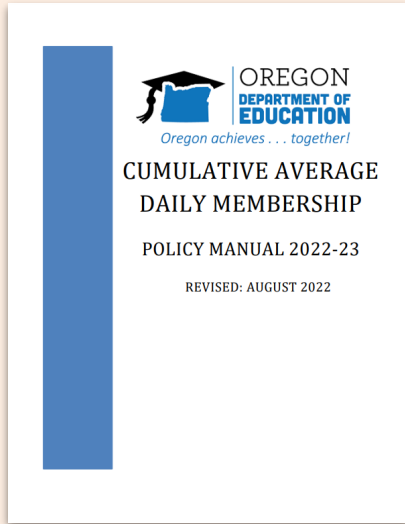 OREGON
DEPARTMENT OF
EDUCATION
Oregon achieves . . . together!
CUMULATIVE AVERAGE
DAILY MEMBERSHIP
POLICY MANUAL 2022-23
REVISED: AUGUST 2022